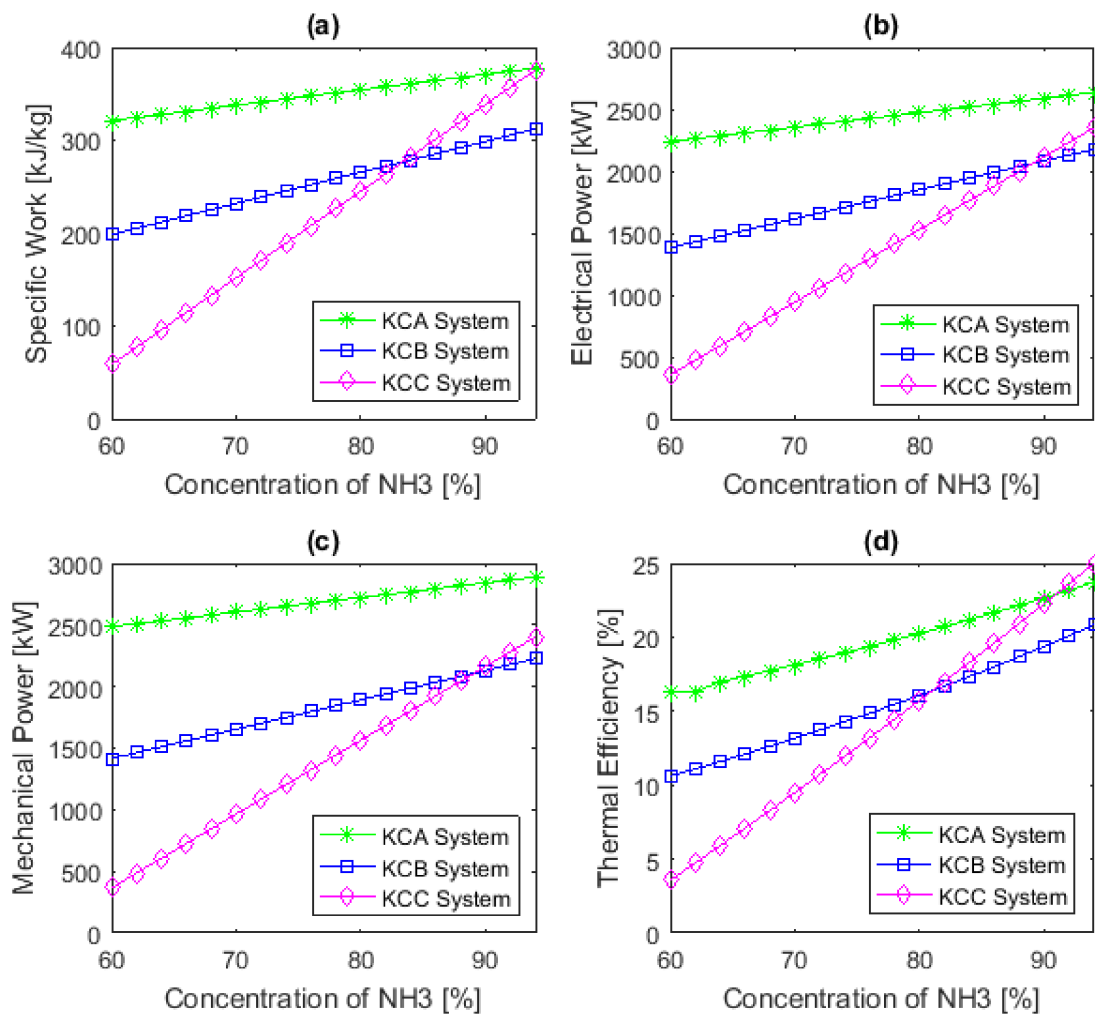 (a)
Specific Work [kJ/kg]
400
300
200
100
0
60
70
80
90
Concentration of NH3 [%]
KCA System
KCB System
KCC System
(b)
Electrical Power [kW]
3000
2500
2000
1500
1000
500
0
60
70
80
90
Concentration of NH3 [%]
KCA System
KCB System
KCC System
(c)
Mechanical Power [kW]
3000
2500
2000
1500
1000
500
0
60
70
80
90
Concentration of NH3 [%]
KCA System
KCB System
KCC System
(d)
Thermal Efficiency [%]
25
20
15
10
5
0
60
70
80
90
Concentration of NH3 [%]
KCA System
KCB System
KCC System